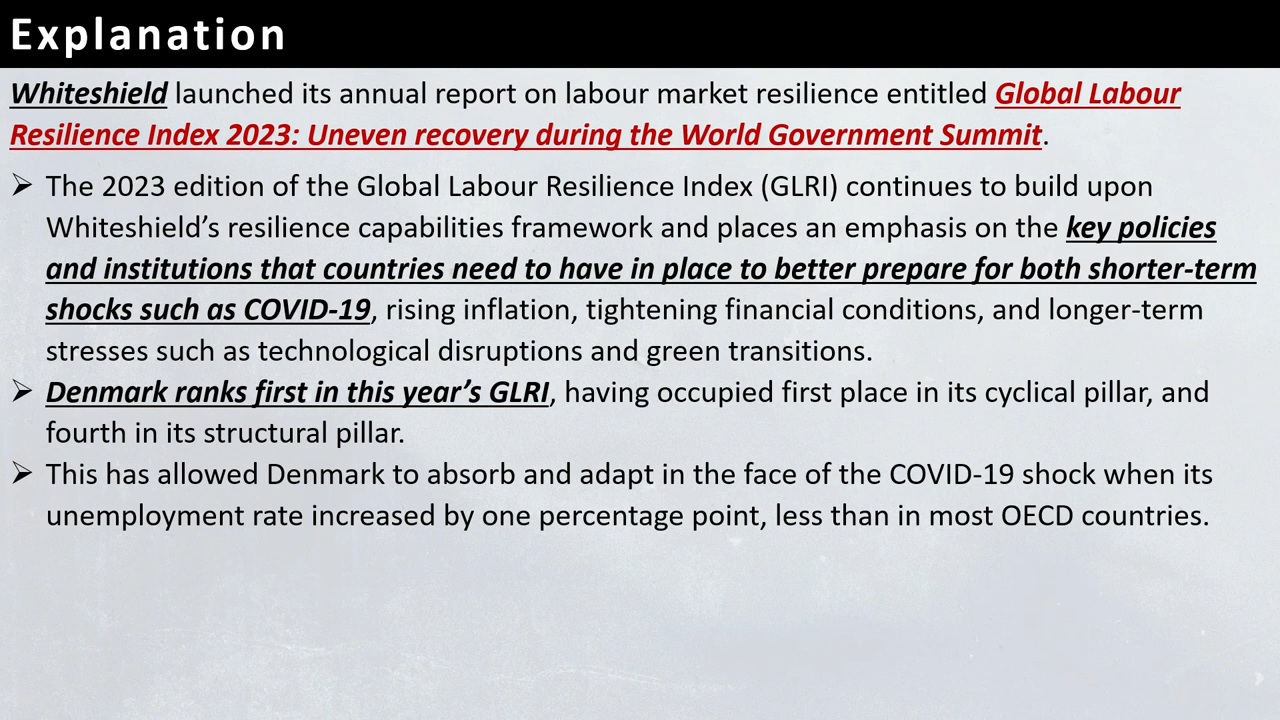 Explanation
Whiteshield launched its annual report on labour market resilience entitled Global Labour
Resilience Index 2023: Uneven recovery during the World Government Summit.
➢ The 2023 edition of the Global Labour Resilience Index (GLRI) continues to build upon
Whiteshield’s resilience capabilities framework and places an emphasis on the key policies
and institutions that countries need to have in place to better prepare for both shorter-term
shocks such as COVID-19, rising inflation, tightening financial conditions, and longer-term
stresses such as technological disruptions and green transitions.
➢ Denmark ranks first in this year’s GLRI, having occupied first place in its cyclical pillar, and
fourth in its structural pillar.
➢ This has allowed Denmark to absorb and adapt in the face of the COVID-19 shock when its
unemployment rate increased by one percentage point, less than in most OECD countries.